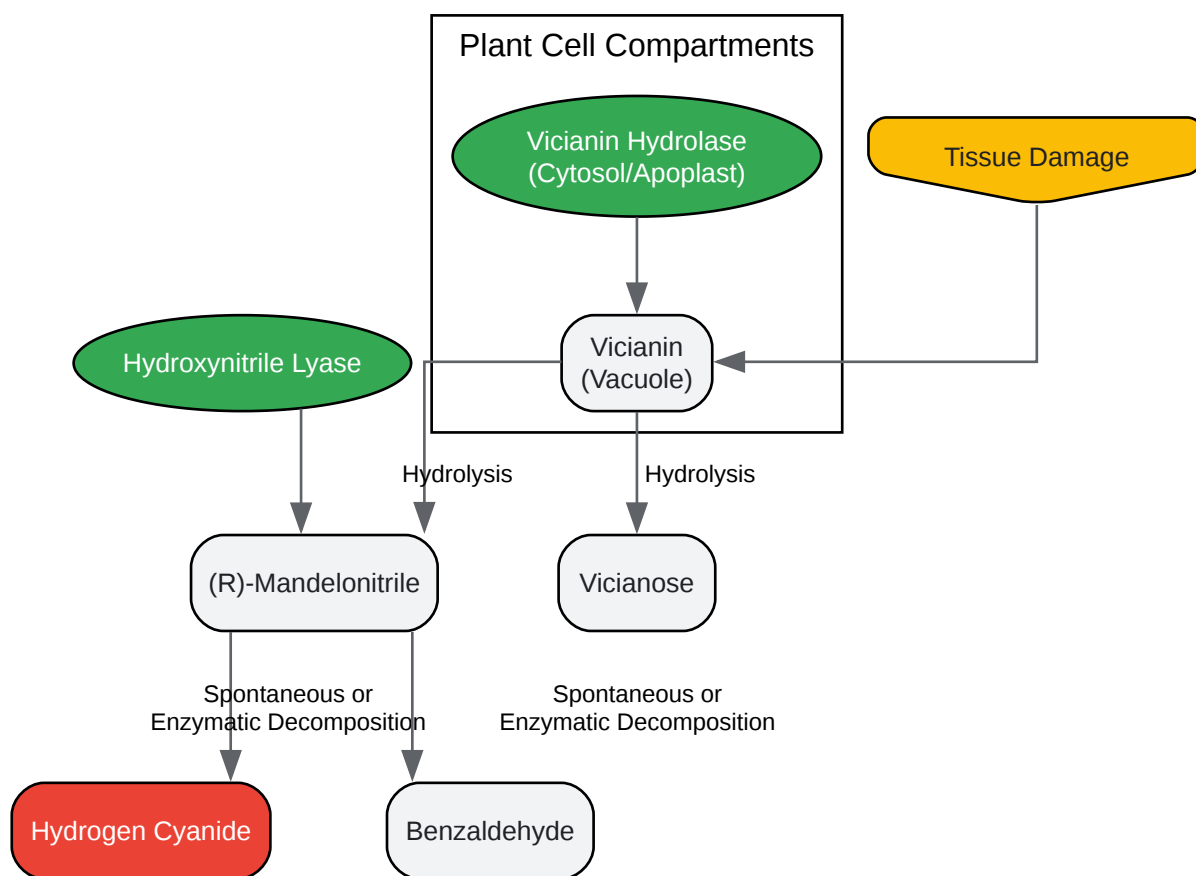 Plant Cell Compartments
Vicianin Hydrolase
(Cytosol/Apoplast)
Tissue Damage
Hydroxynitrile Lyase
Vicianin
(Vacuole)
Hydrolysis
Hydrolysis
(R)-Mandelonitrile
Vicianose
Spontaneous or
Enzymatic Decomposition
Spontaneous or
Enzymatic Decomposition
Hydrogen Cyanide
Benzaldehyde